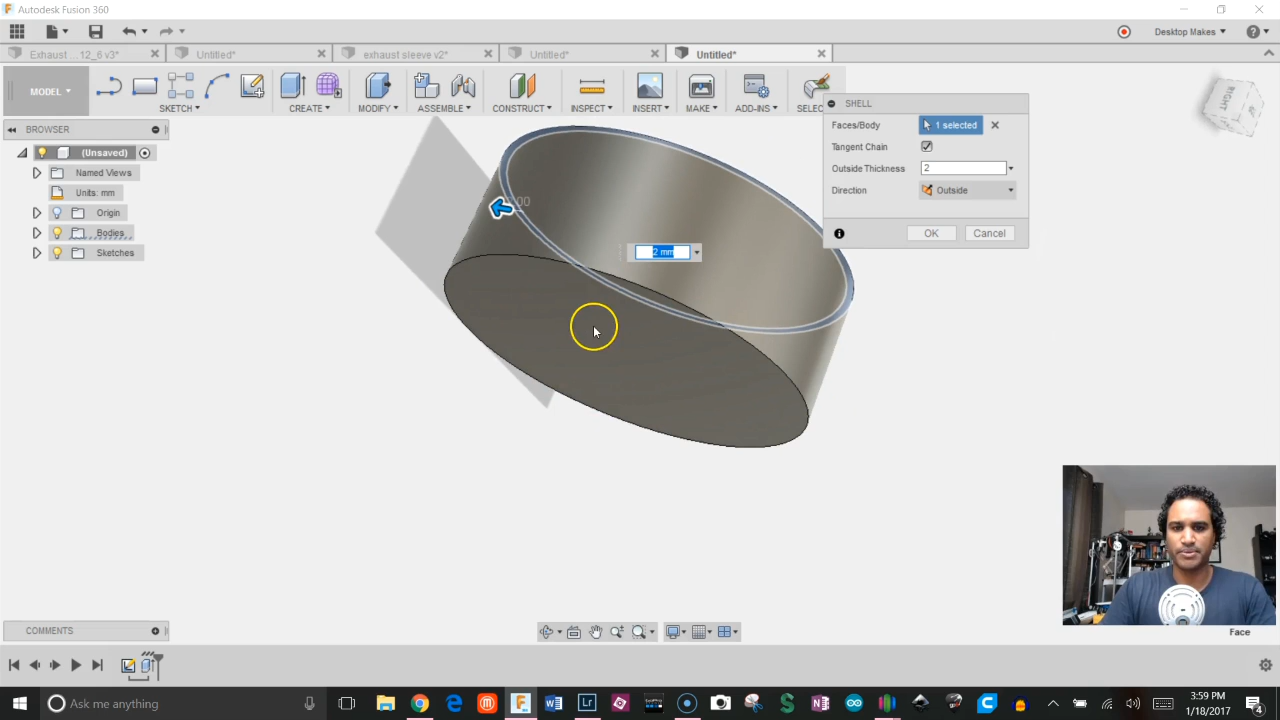 Autodesk Fusion 360
Desktop Makes
Exhaust ... 12_6 v3*
Untitled*
exhaust sleeve v2*
Untitled*
Untitled*
MODEL
SKETCH
CREATE
MODIFY
ASSEMBLE
CONSTRUCT
INSPECT
INSERT
MAKE
ADD-INS
SELEC
BROWSER
(Unsaved)
Named Views
Units: mm
Origin
Bodies
Sketches
SHELL
Faces/Body
1 selected
Tangent Chain
Outside Thickness
2
Direction
Outside
OK
Cancel
RIGHT
2 mm
COMMENTS
Face
Ask me anything
3:59 PM
1/18/2017
4